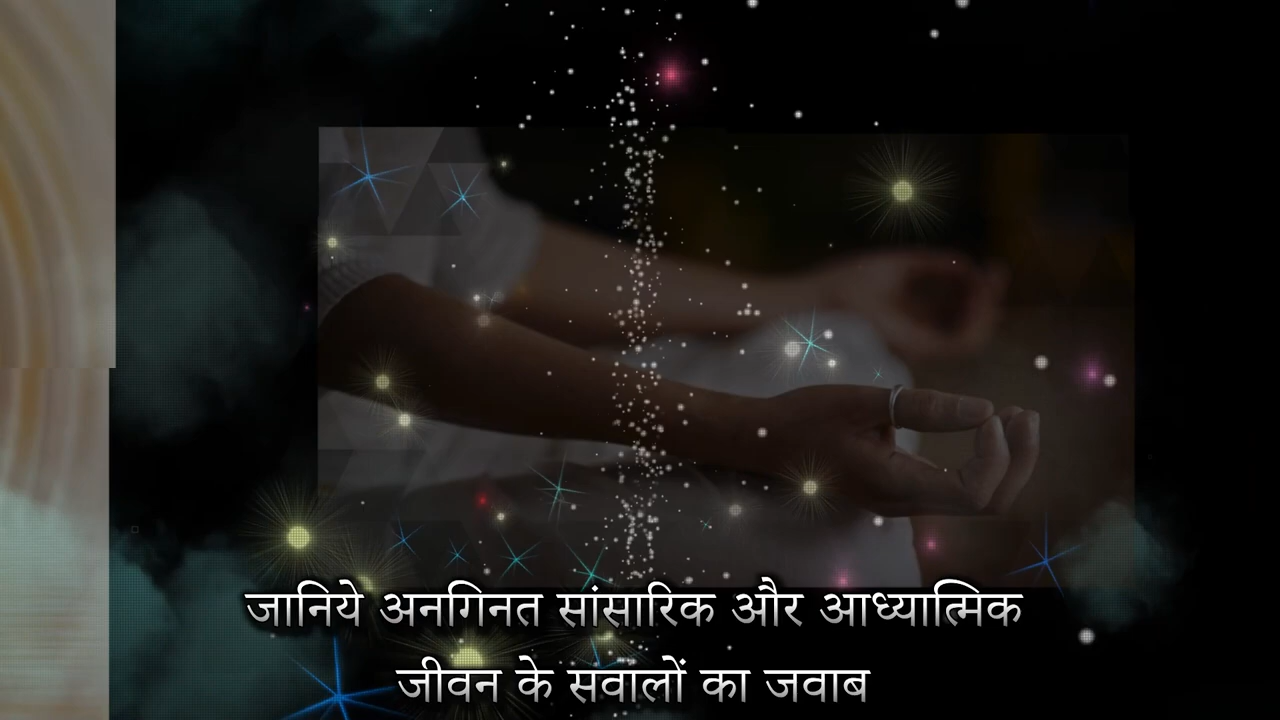 जानिये अनगिनत सांसारिक और आध्यात्मिक
जीवन के सवालों का जवाब